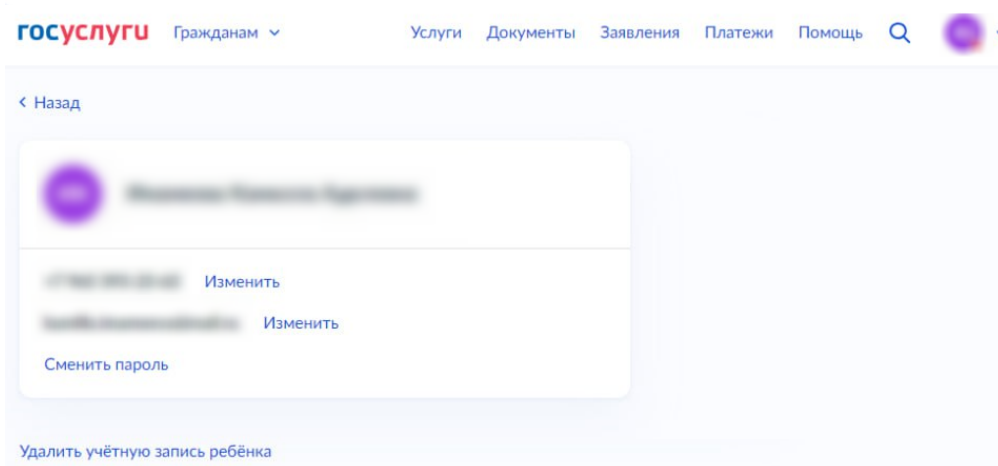 госуслуги Гражданам Услуги Документы Заявления Платежи Помощь
Назад
Изменить
Изменить
Сменить пароль
Удалить учётную запись ребёнка